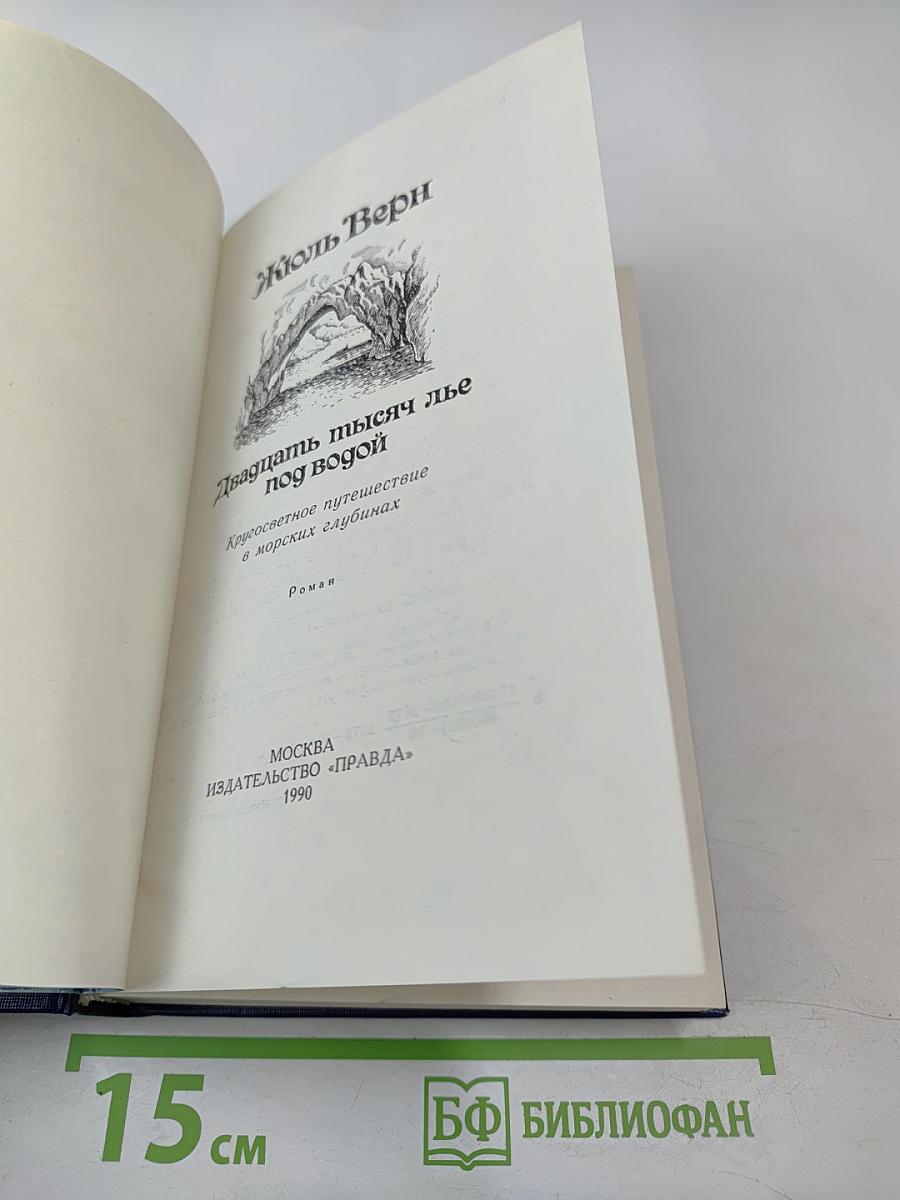 Жюль Верн
Двадцать тысяч лье
под водой
Кругосветное путешествие
в морских глубинах
Роман
МОСКВА
ИЗДАТЕЛЬСТВО «ПРАВДА»
1990
15 см
БФ БИБЛИОФАН